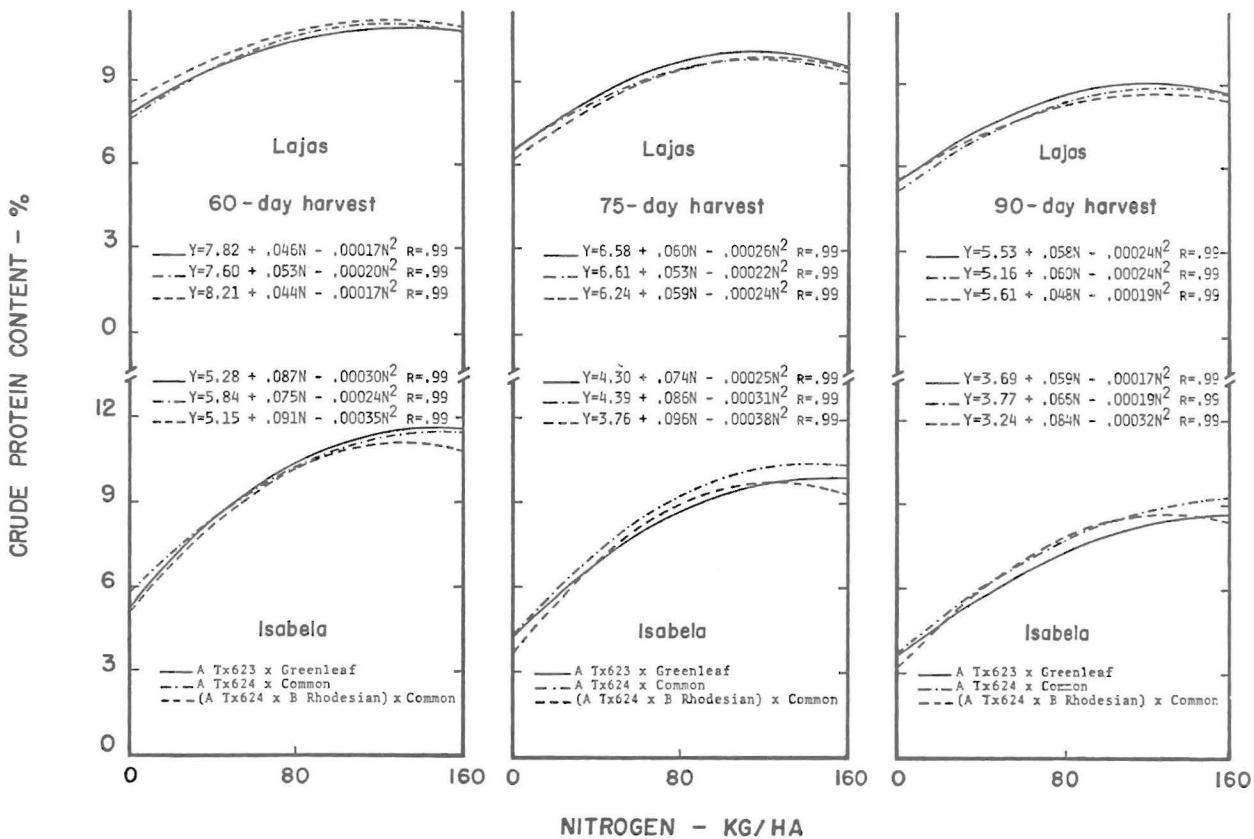 CRUDE PROTEIN CONTENT - %
9
6
3
0
12
9
6
3
0
Lajas
60-day harvest
Y=7.82 + .046N - .00017N² R=.99
Y=7.60 + .053N - .00020N² R=.99
Y=8.21 + .044N - .00017N² R=.99
Y=5.28 + .087N - .00030N² R=.99
Y=5.84 + .075N - .00024N² R=.99
Y=5.15 + .091N - .00035N² R=.99
Isabela
A Tx623 x Greenleaf
A Tx624 x Common
(A Tx624 x B Rhodesian) x Common
0 80 160
Lajas
75-day harvest
Y=6.58 + .060N - .00026N² R=.99
Y=6.61 + .053N - .00022N² R=.99
Y=6.24 + .059N - .00024N² R=.99
Y=4.30 + .074N - .00025N² R=.99
Y=4.39 + .086N - .00031N² R=.99
Y=3.76 + .096N - .00038N² R=.99
Isabela
A Tx623 x Greenleaf
A Tx624 x Common
(A Tx624 x B Rhodesian) x Common
0 80 160
Lajas
90-day harvest
Y=5.53 + .058N - .00024N² R=.99
Y=5.16 + .060N - .00024N² R=.99
Y=5.61 + .048N - .00019N² R=.99
Y=3.69 + .059N - .00017N² R=.99
Y=3.77 + .065N - .00019N² R=.99
Y=3.24 + .084N - .00032N² R=.99
Isabela
A Tx623 x Greenleaf
A Tx624 x Common
(A Tx624 x B Rhodesian) x Common
0 80 160
NITROGEN - KG/HA